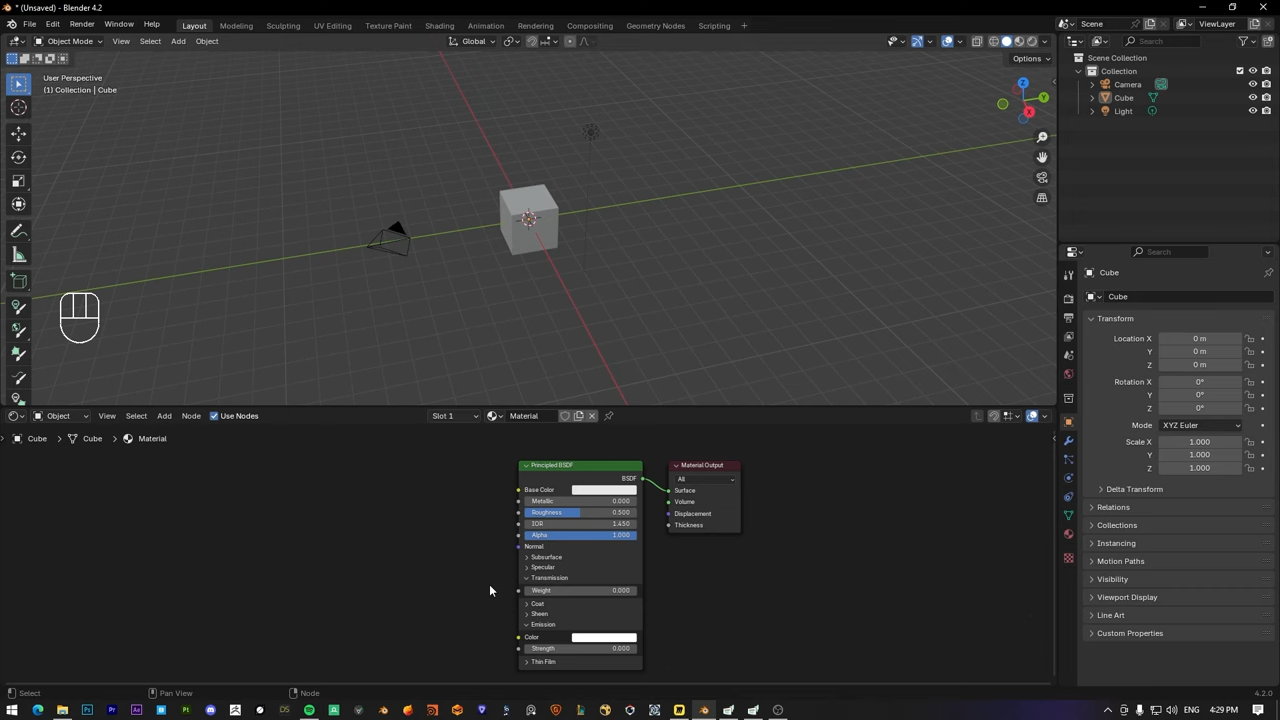 * (Unsaved) - Blender 4.2
File Edit Render Window Help Layout Modeling Sculpting UV Editing Texture Paint Shading Animation Rendering Compositing Geometry Nodes Scripting + Scene ViewLayer
Object Mode View Select Add Object Global Search
Options
User Perspective
(1) Collection | Cube
Scene Collection
Collection
Camera
Cube
Light
Z
Y
X
Search
Cube
Cube
Transform
Location X 0 m
Y 0 m
Z 0 m
Rotation X 0°
Y 0°
Z 0°
Mode XYZ Euler
Scale X 1.000
Y 1.000
Z 1.000
Delta Transform
Relations
Collections
Instancing
Motion Paths
Visibility
Viewport Display
Line Art
Custom Properties
Object View Select Add Node Use Nodes Slot 1 Material
Cube > Cube > Material
Principled BSDF
BSDF
Base Color
Metallic 0.000
Roughness 0.500
IOR 1.450
Alpha 1.000
Normal
Subsurface
Specular
Transmission
Weight 0.000
Coat
Sheen
Emission
Color
Strength 0.000
Thin Film
Material Output
All
Surface
Volume
Displacement
Thickness
Select Pan View Node 4.2.0
Ps Pr Ae DS 4:29 PM